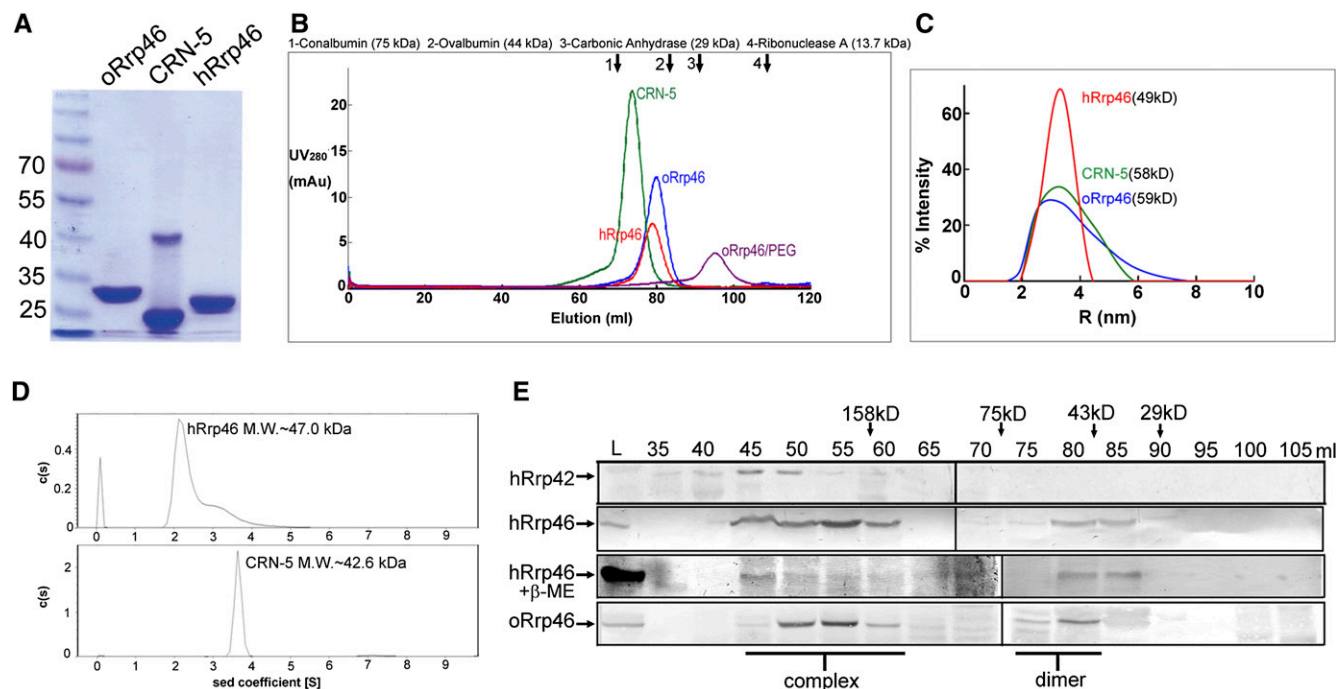 A
oRrp46
CRN-5
hRrp46
70
55
40
35
25
B
1-Conalbumin (75 kDa) 2-Ovalbumin (44 kDa) 3-Carbonic Anhydrase (29 kDa) 4-Ribonuclease A (13.7 kDa)
1 2 3 4
CRN-5
oRrp46
hRrp46
oRrp46/PEG
UV280
(mAu)
20
15
10
5
0
0 20 40 60 80 100 120
Elution (ml)
C
hRrp46(49kD)
CRN-5(58kD)
oRrp46(59kD)
% Intensity
60
40
20
0
0 2 4 6 8 10
R (nm)
D
hRrp46 M.W.~47.0 kDa
c(s)
0.4
0.2
0
0 1 2 3 4 5 6 7 8 9
CRN-5 M.W.~42.6 kDa
c(s)
2
1
0
0 1 2 3 4 5 6 7 8 9
sed coefficient [S]
E
158kD 75kD 43kD 29kD
L 35 40 45 50 55 60 65 70 75 80 85 90 95 100 105 ml
hRrp42
hRrp46
hRrp46
+β-ME
oRrp46
complex dimer